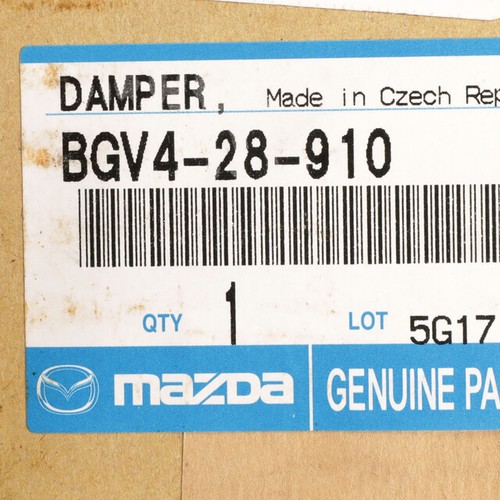 DAMPER, Made in Czech Rep
BGV4-28-910
QTY 1 LOT 5G17
mazda GENUINE PA